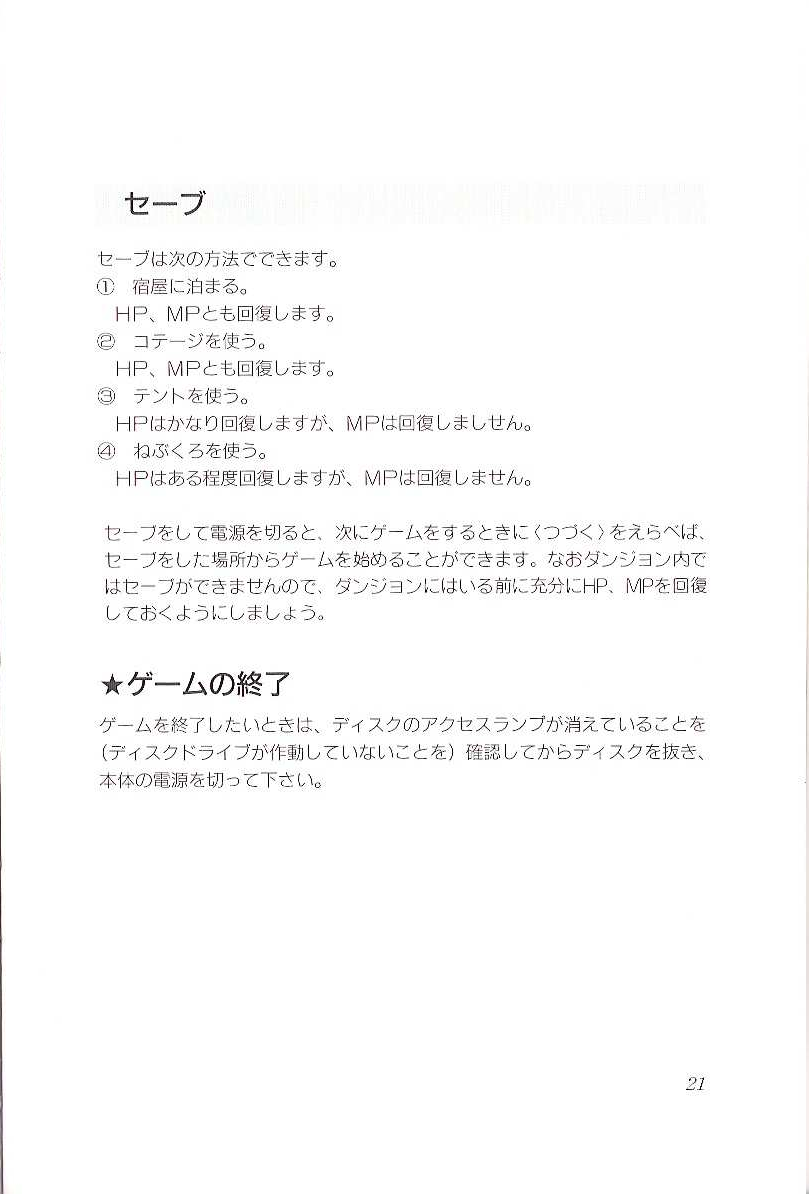 セーブ
セーブは次の方法でできます。
① 宿屋に泊まる。
HP、MPとも回復します。
② コテージを使う。
HP、MPとも回復します。
③ テントを使う。
HPはかなり回復しますが、MPは回復しましせん。
④ ねぶくろを使う。
HPはある程度回復しますが、MPは回復しません。
セーブをして電源を切ると、次にゲームをするときに〈つづく〉をえらべば、
セーブをした場所からゲームを始めることができます。なおダンジョン内で
はセーブができませんので、ダンジョンにはいる前に充分にHP、MPを回復
しておくようにしましょう。
★ゲームの終了
ゲームを終了したいときは、ディスクのアクセスランプが消えていることを
（ディスクドライブが作動していないことを）確認してからディスクを抜き、
本体の電源を切って下さい。
21